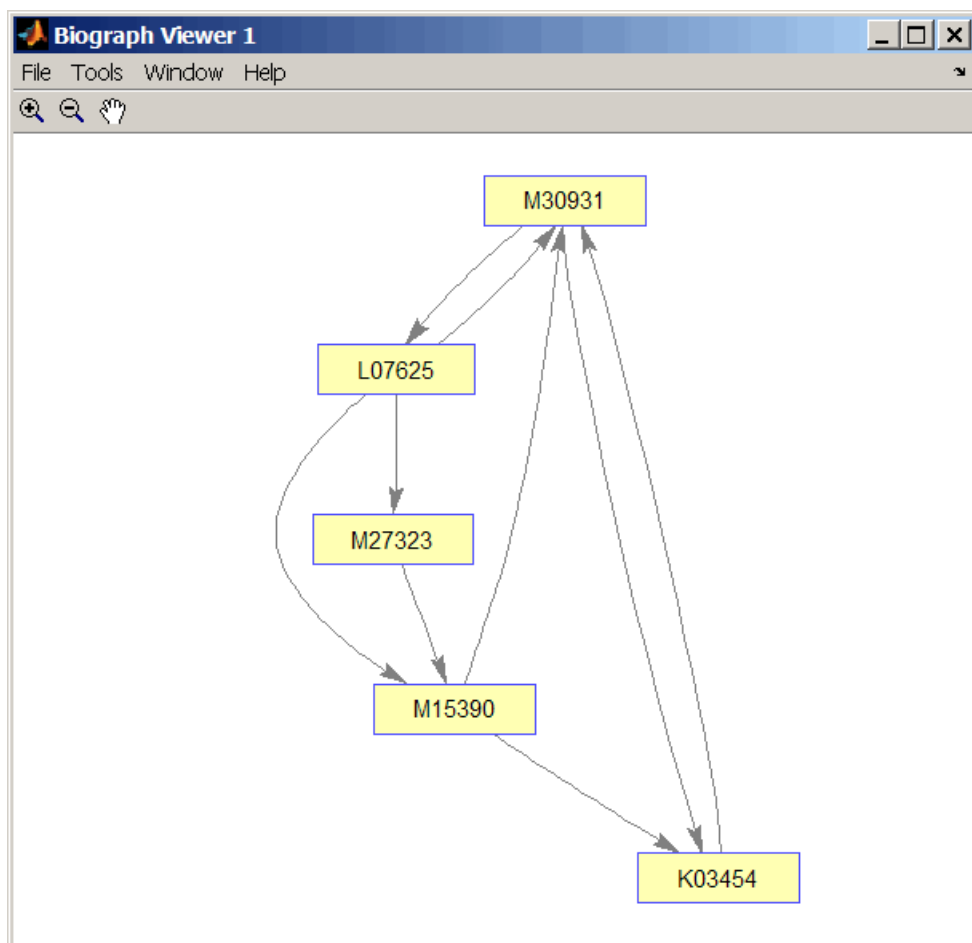 Biograph Viewer 1
File Tools Window Help
M30931
L07625
M27323
M15390
K03454